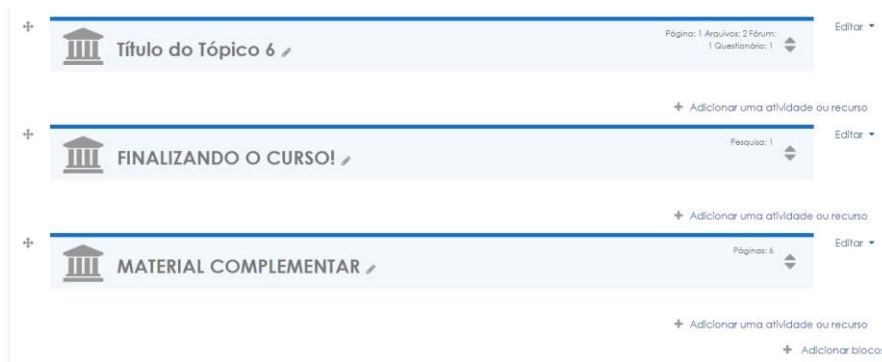 Título do Tópico 6
Página: 1 Arquivos: 2 Fórum:
1 Questionário: 1
Editar
Adicionar uma atividade ou recurso
FINALIZANDO O CURSO!
Pesquisa: 1
Editar
Adicionar uma atividade ou recurso
MATERIAL COMPLEMENTAR
Páginas: 6
Editar
Adicionar uma atividade ou recurso
Adicionar blocos